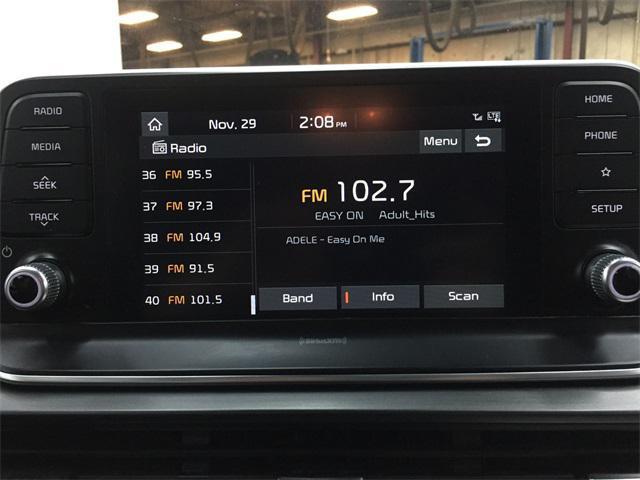 RADIO
MEDIA
SEEK
TRACK
Nov. 29 2:08 PM LTE
Radio Menu
36 FM 95.5
37 FM 97.3
38 FM 104.9
39 FM 91.5
40 FM 101.5
FM 102.7
EASY ON Adult_Hits
ADELE - Easy On Me
Band Info Scan
HOME
PHONE
SETUP
((SiriusXM))